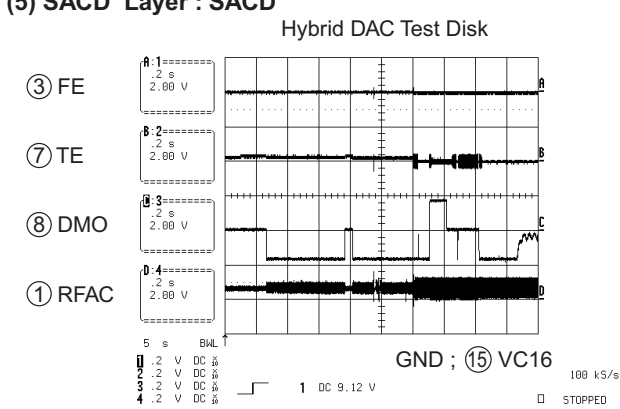 (5) SACD Layer : SACD
Hybrid DAC Test Disk
③ FE
A:1
.2 s
2.00 V
A
⑦ TE
B:2
.2 s
2.00 V
B
⑧ DMO
3
.2 s
2.00 V
C
① RFAC
D:4
.2 s
2.00 V
D
5 s BWL
GND ; ⑮ VC16
1 .2 V DC
2 .2 V DC
3 .2 V DC
4 .2 V DC
1 DC 9.12 V
100 kS/s
STOPPED